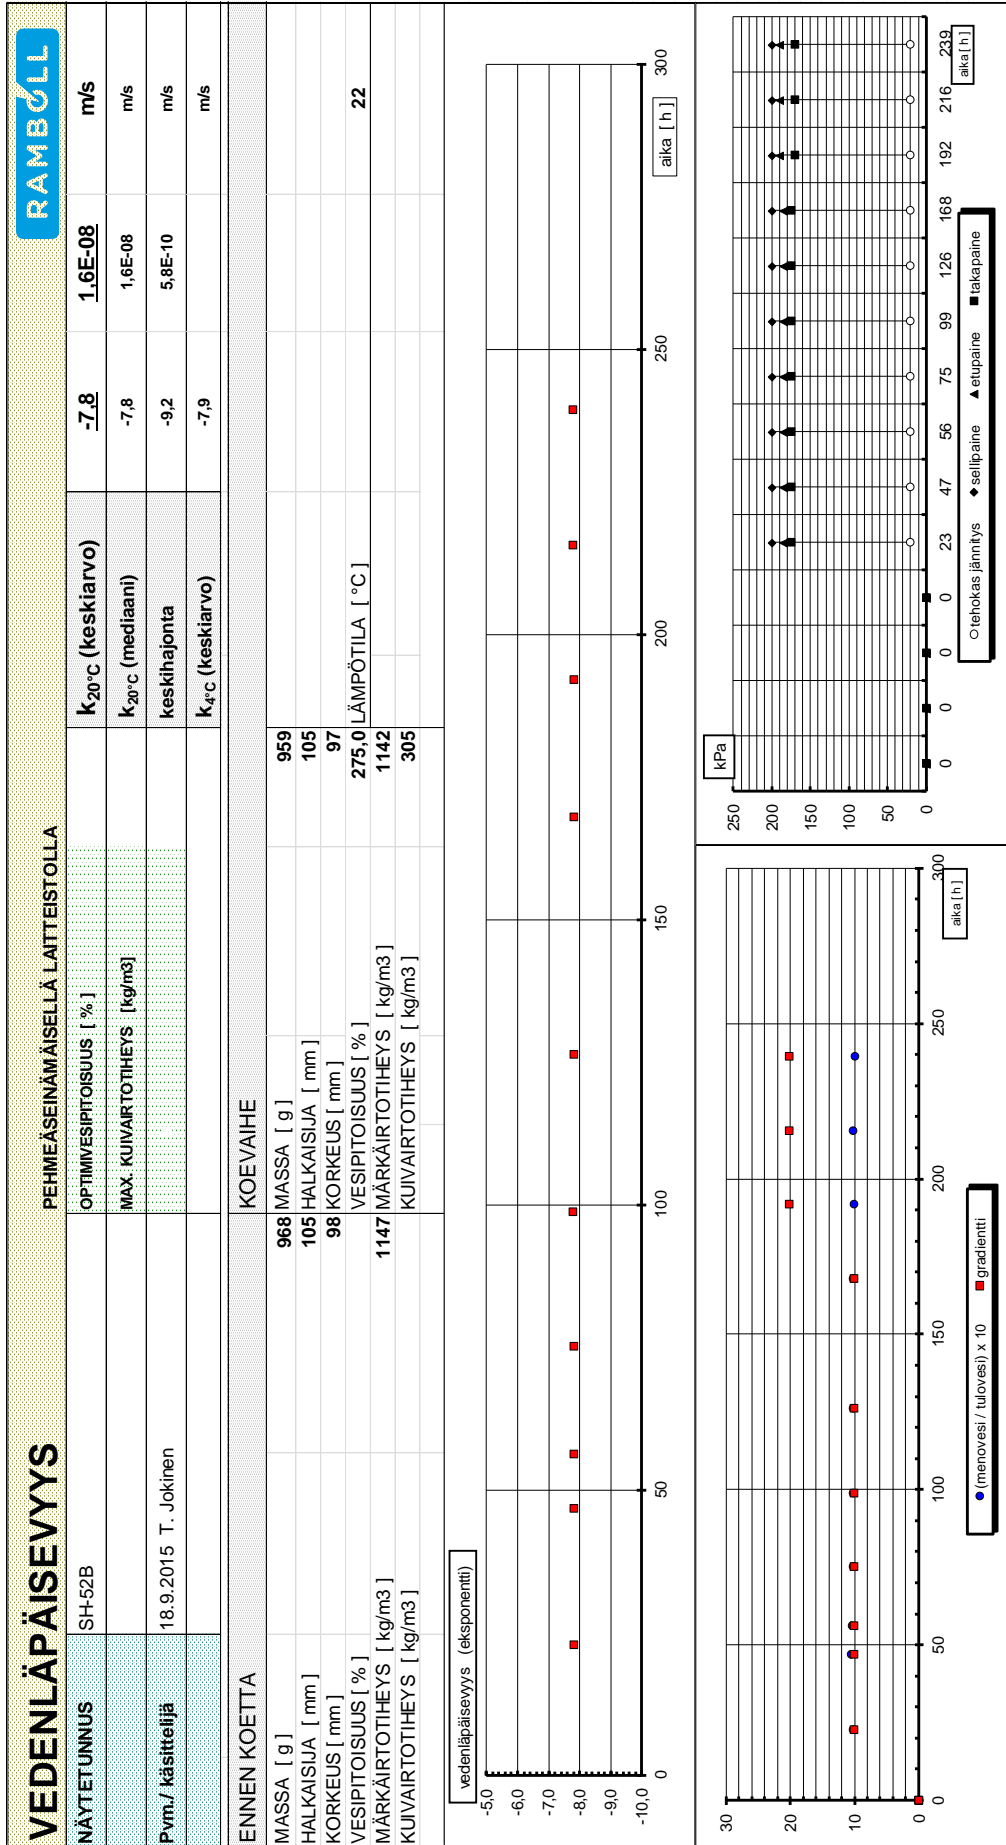 VEDENLÄPÄISEVYYS
PEHMEÄSEINÄMÄISELLÄ LAITTEISTOLLA
RAMBOLL
NÄYTETUNNUS SH-52B OPTIMIVESIPITOISUUS [ % ] k20°C (keskiarvo) -7,8 1,6E-08 m/s
MAX. KUIVAIRTOTIHEYS [kg/m3] k20°C (mediaani) -7,8 1,6E-08 m/s
Pvm./ käsittelijä 18.9.2015 T. Jokinen keskihajonta -9,2 5,8E-10 m/s
k4°C (keskiarvo) -7,9 m/s
ENNEN KOETTA KOEVAIHE
MASSA [ g ] 968 MASSA [ g ] 959
HALKAISIJA [ mm ] 105 HALKAISIJA [ mm ] 105
KORKEUS [ mm ] 98 KORKEUS [ mm ] 97
VESIPITOISUUS [ % ] VESIPITOISUUS [ % ] 275,0 LÄMPÖTILA [ °C ] 22
MÄRKÄIRTOTIHEYS [ kg/m3 ] 1147 MÄRKÄIRTOTIHEYS [ kg/m3 ] 1142
KUIVAIRTOTIHEYS [ kg/m3 ] KUIVAIRTOTIHEYS [ kg/m3 ] 305
vedenläpäisevyys (eksponentti)
-5,0
-6,0
-7,0
-8,0
-9,0
-10,0
0 50 100 150 200 250 300
aika [ h ]
30
20
10
0
0 50 100 150 200 250 300
aika [ h ]
(menovesi / tulovesi) x 10 gradientti
kPa
250
200
150
100
50
0
0 0 0 0 23 47 56 75 99 126 168 192 216 239
aika [ h ]
tehokas jännitys sellipaine etupaine takapaine